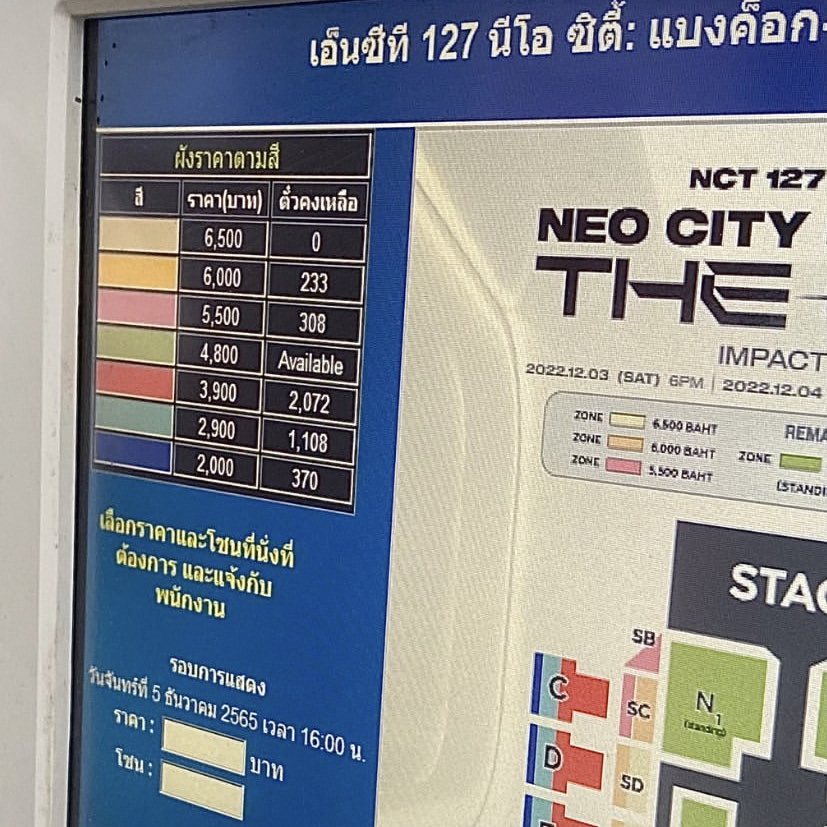 เอ็นซีที 127 นีโอ ซิตี้: แบงค็อก-
ผังราคาตามสี
สี ราคา(บาท) ตั๋วคงเหลือ
6,500 0
6,000 233
5,500 308
4,800 Available
3,900 2,072
2,900 1,108
2,000 370
เลือกราคาและโซนที่นั่งที่
ต้องการ และแจ้งกับ
พนักงาน
รอบการแสดง
วันจันทร์ที่ 5 ธันวาคม 2565 เวลา 16:00 น.
ราคา : บาท
โซน :
NCT 127
NEO CITY
THE
IMPACT
2022.12.03 (SAT) 6PM | 2022.12.04
ZONE 6,500 BAHT
ZONE 6,000 BAHT
ZONE 5,500 BAHT
REMA
ZONE
(STANDI
STAG
SB
C
SC
N1
(standing)
D
SD